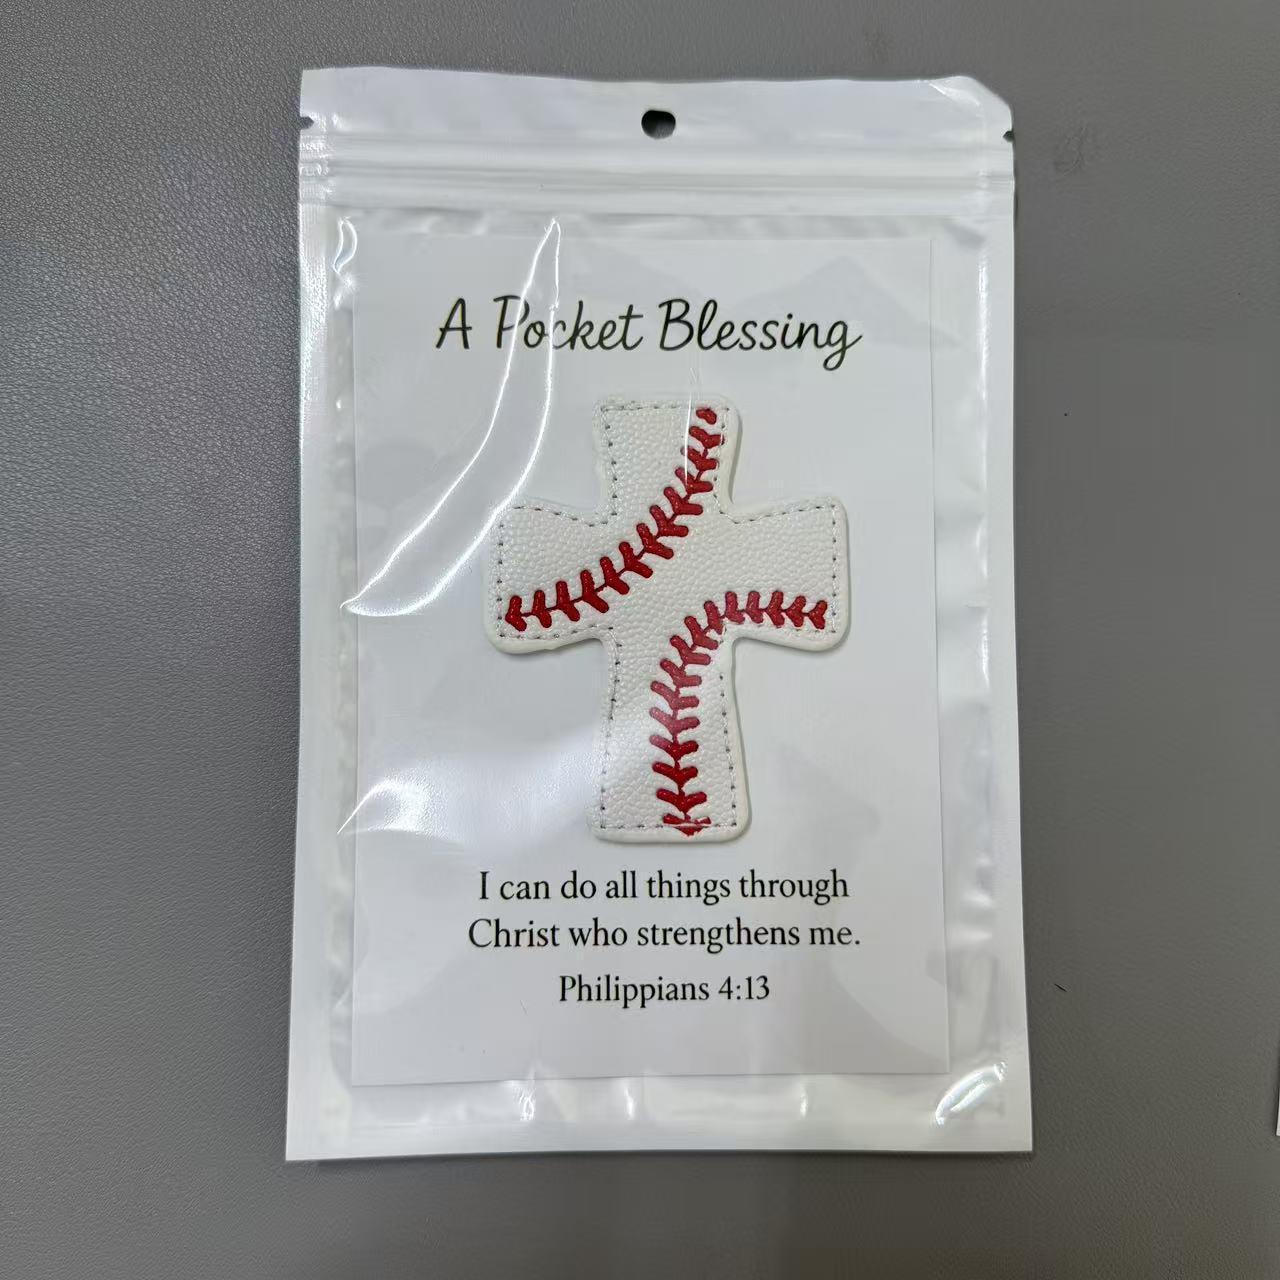 A Pocket Blessing
I can do all things through
Christ who strengthens me.
Philippians 4:13